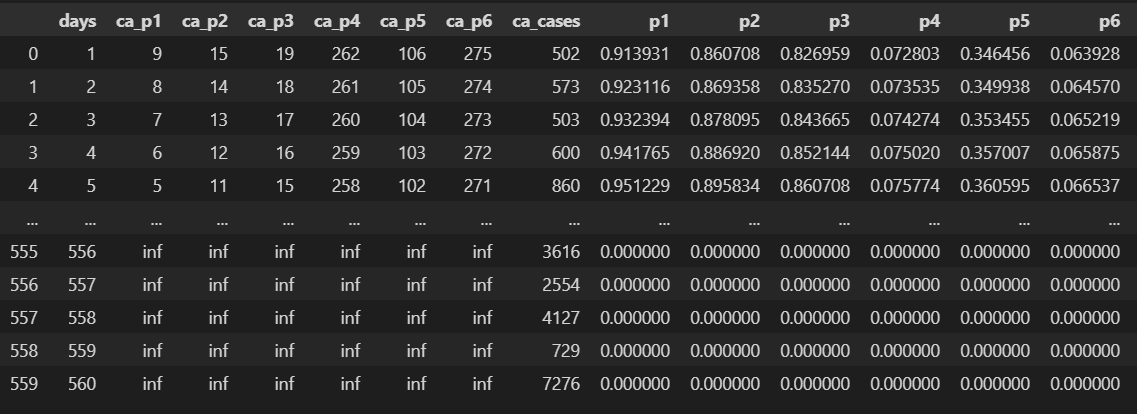 days ca_p1 ca_p2 ca_p3 ca_p4 ca_p5 ca_p6 ca_cases p1 p2 p3 p4 p5 p6
0 1 9 15 19 262 106 275 502 0.913931 0.860708 0.826959 0.072803 0.346456 0.063928
1 2 8 14 18 261 105 274 573 0.923116 0.869358 0.835270 0.073535 0.349938 0.064570
2 3 7 13 17 260 104 273 503 0.932394 0.878095 0.843665 0.074274 0.353455 0.065219
3 4 6 12 16 259 103 272 600 0.941765 0.886920 0.852144 0.075020 0.357007 0.065875
4 5 5 11 15 258 102 271 860 0.951229 0.895834 0.860708 0.075774 0.360595 0.066537
... ... ... ... ... ... ... ... ... ... ... ... ... ... ...
555 556 inf inf inf inf inf inf 3616 0.000000 0.000000 0.000000 0.000000 0.000000 0.000000
556 557 inf inf inf inf inf inf 2554 0.000000 0.000000 0.000000 0.000000 0.000000 0.000000
557 558 inf inf inf inf inf inf 4127 0.000000 0.000000 0.000000 0.000000 0.000000 0.000000
558 559 inf inf inf inf inf inf 729 0.000000 0.000000 0.000000 0.000000 0.000000 0.000000
559 560 inf inf inf inf inf inf 7276 0.000000 0.000000 0.000000 0.000000 0.000000 0.000000